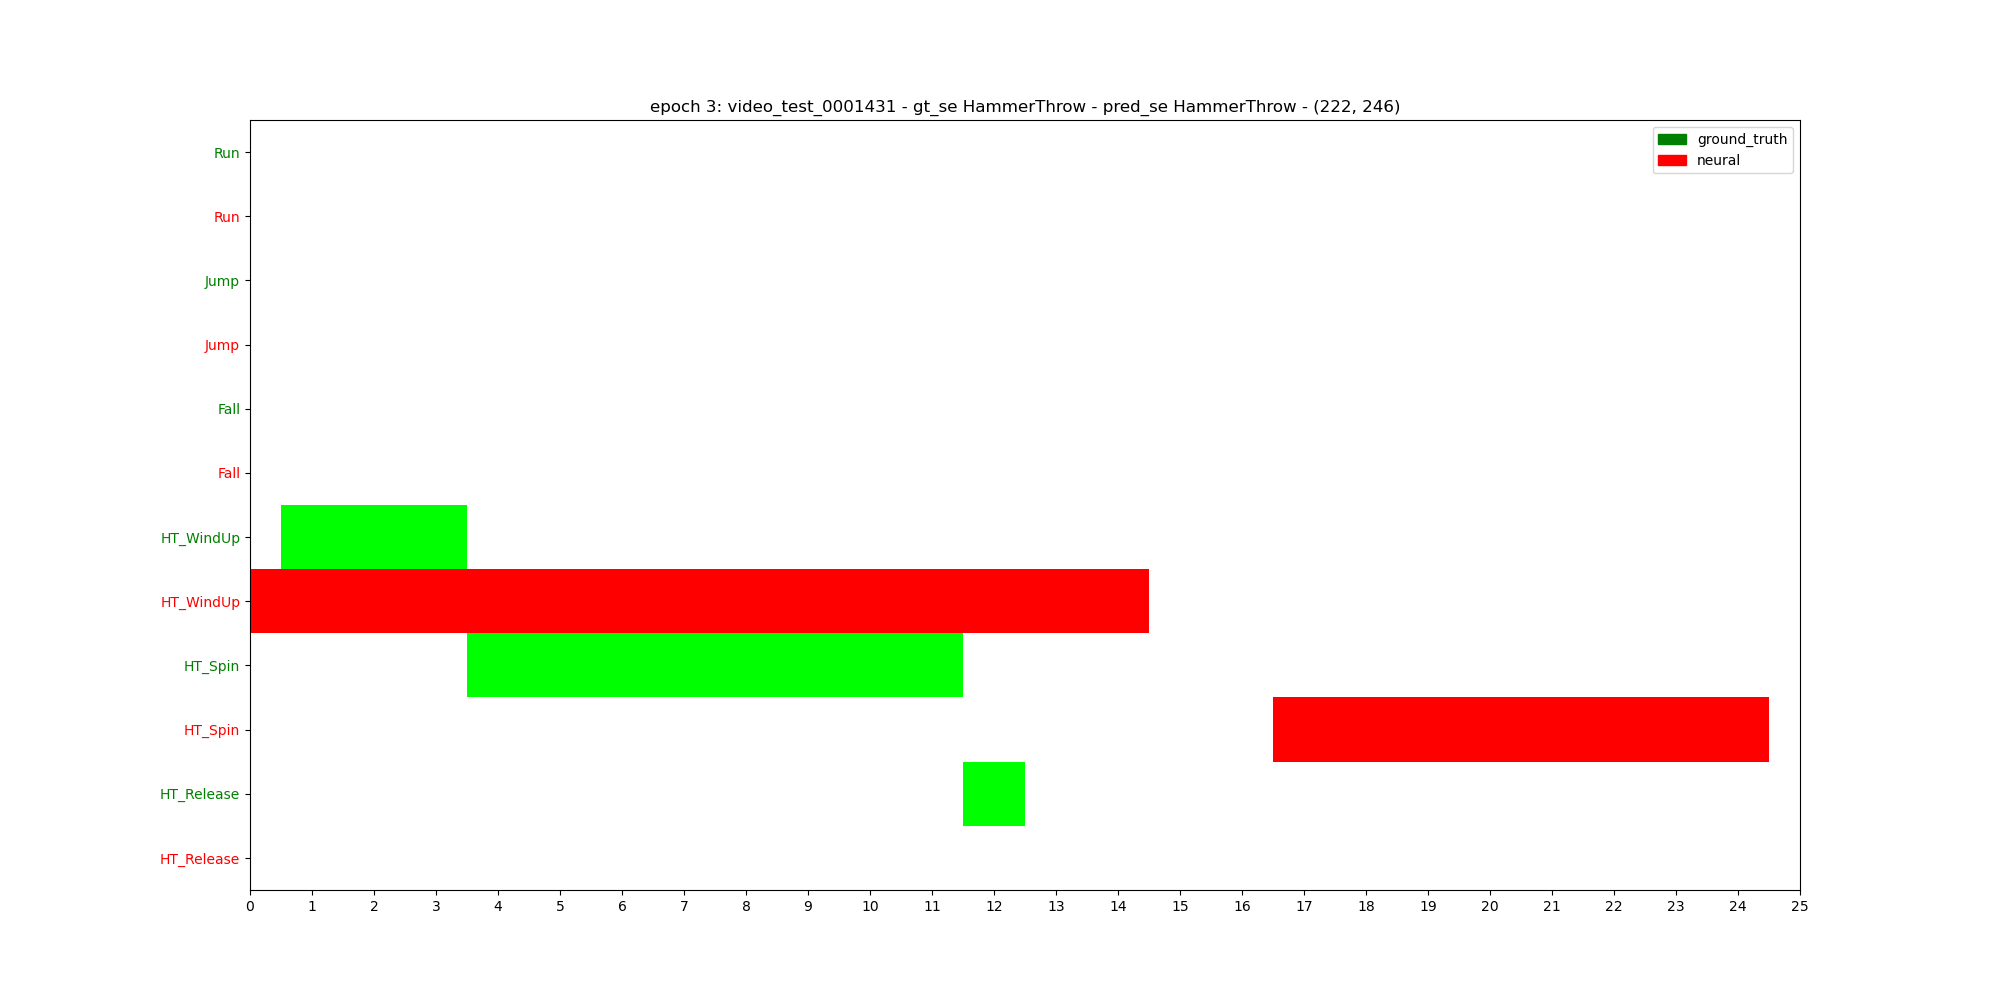 epoch 3: video_test_0001431 - gt_se HammerThrow - pred_se HammerThrow - (222, 246)
ground_truth
neural
Run
Run
Jump
Jump
Fall
Fall
HT_WindUp
HT_WindUp
HT_Spin
HT_Spin
HT_Release
HT_Release
0 1 2 3 4 5 6 7 8 9 10 11 12 13 14 15 16 17 18 19 20 21 22 23 24 25